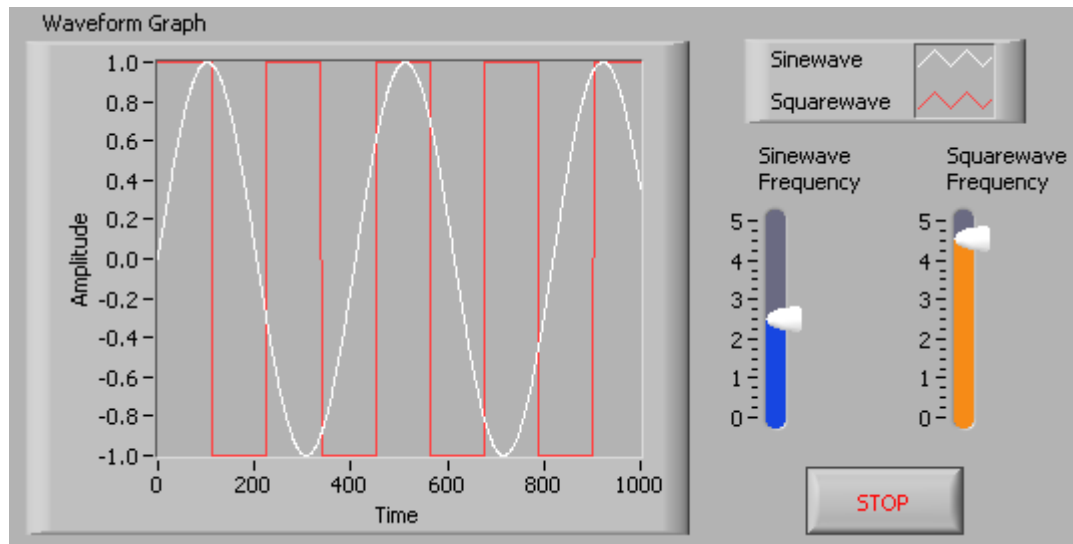 Waveform Graph
1.0
0.8
0.6
0.4
0.2
0.0
-0.2
-0.4
-0.6
-0.8
-1.0
Amplitude
0 200 400 600 800 1000
Time
Sinewave
Squarewave
Sinewave
Frequency
5
4
3
2
1
0
Squarewave
Frequency
5
4
3
2
1
0
STOP